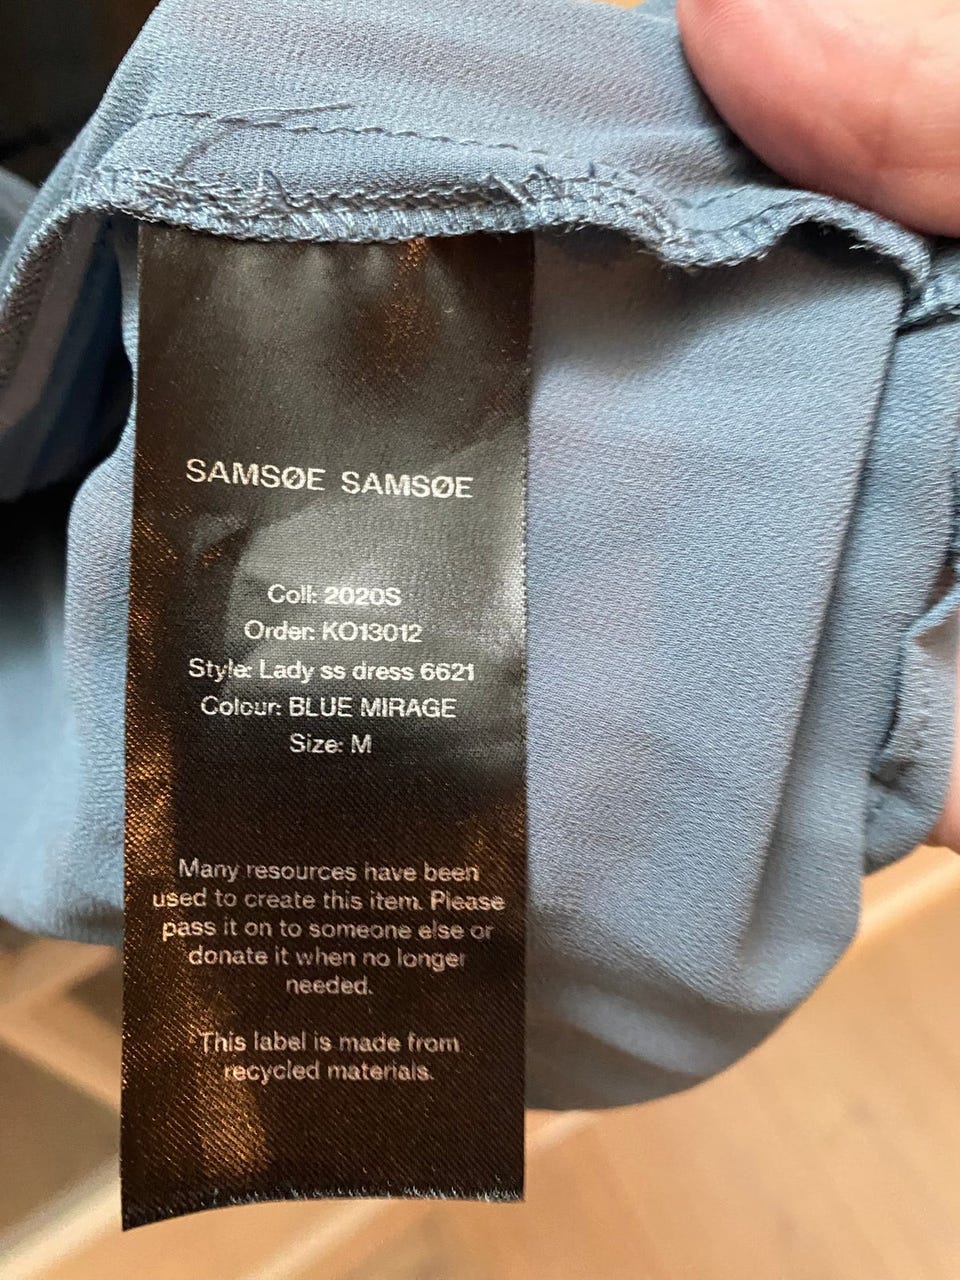 SAMSØE SAMSØE
Coll: 2020S
Order: KO13012
Style: Lady ss dress 6621
Colour: BLUE MIRAGE
Size: M
Many resources have been
used to create this item. Please
pass it on to someone else or
donate it when no longer
needed.
This label is made from
recycled materials.